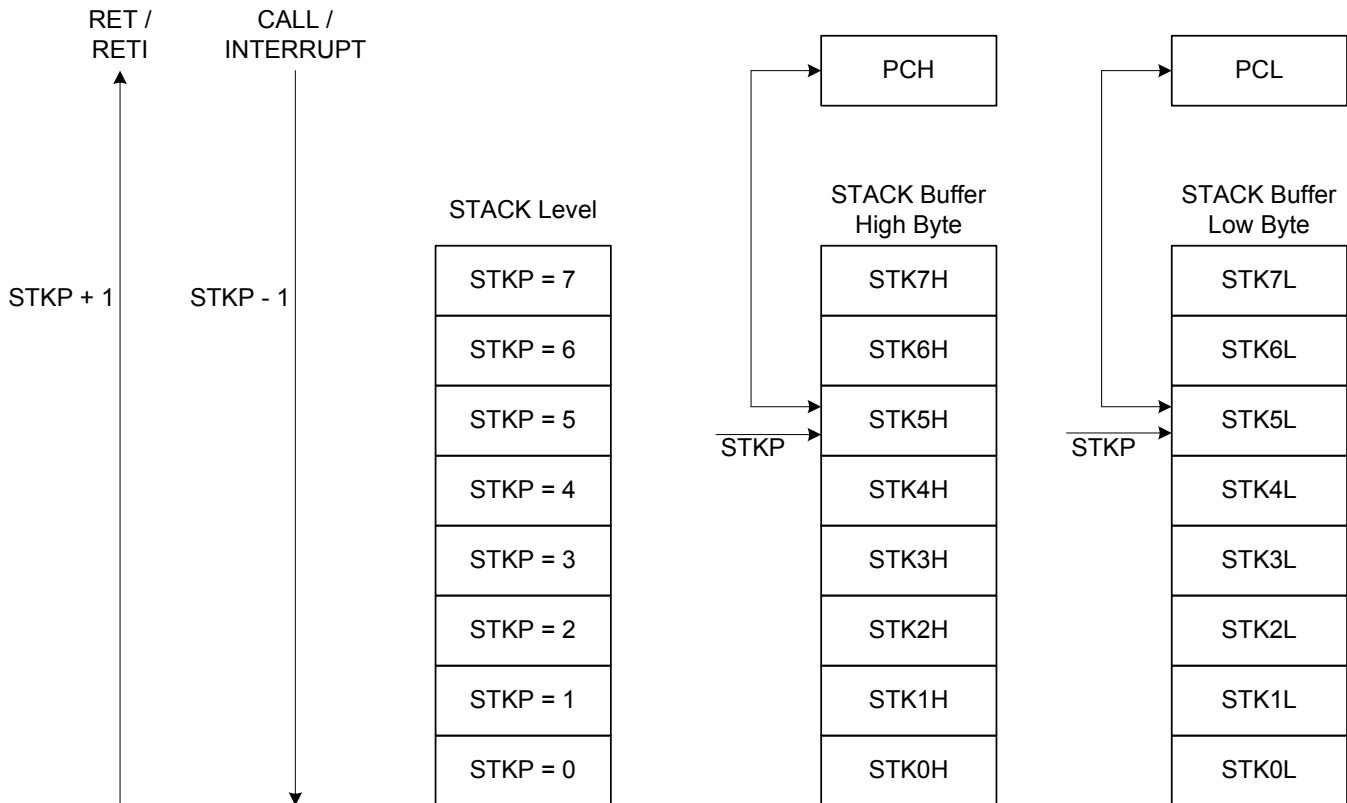 RET /
RETI
CALL /
INTERRUPT
PCH
PCL
STACK Level
STACK Buffer
High Byte
STACK Buffer
Low Byte
STKP + 1
STKP - 1
STKP = 7
STK7H
STK7L
STKP = 6
STK6H
STK6L
STKP = 5
STK5H
STK5L
STKP
STKP
STKP = 4
STK4H
STK4L
STKP = 3
STK3H
STK3L
STKP = 2
STK2H
STK2L
STKP = 1
STK1H
STK1L
STKP = 0
STK0H
STK0L